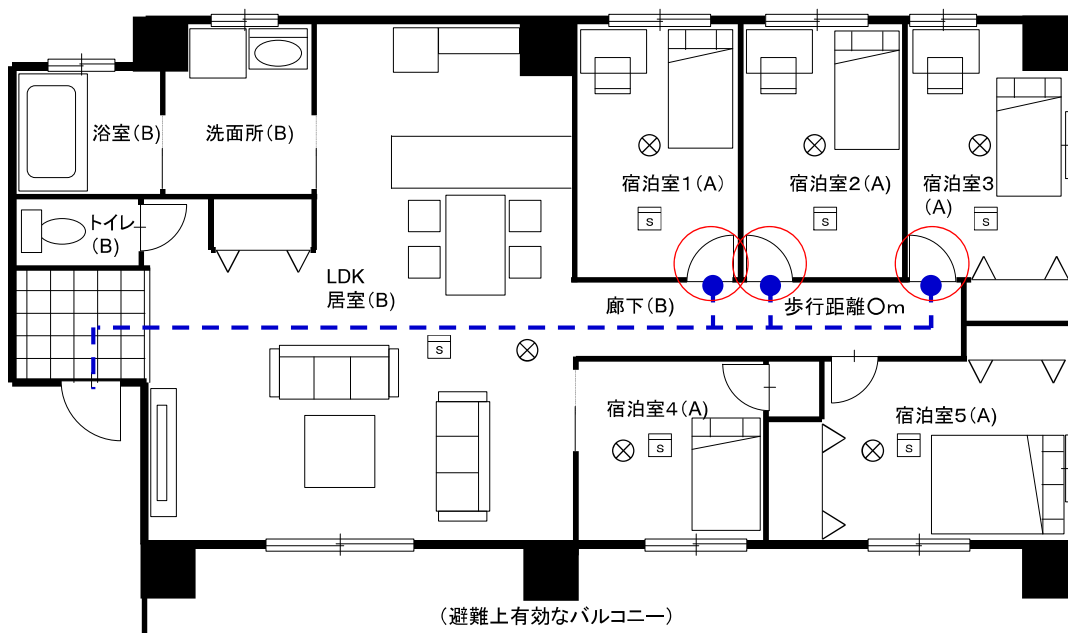 浴室(B)
洗面所(B)
宿泊室1(A)
宿泊室2(A)
宿泊室3
(A)
トイレ
(B)
S
S
S
LDK
居室(B)
廊下(B)
歩行距離〇m
S
宿泊室4(A)
宿泊室5(A)
S
S
(避難上有効なバルコニー)